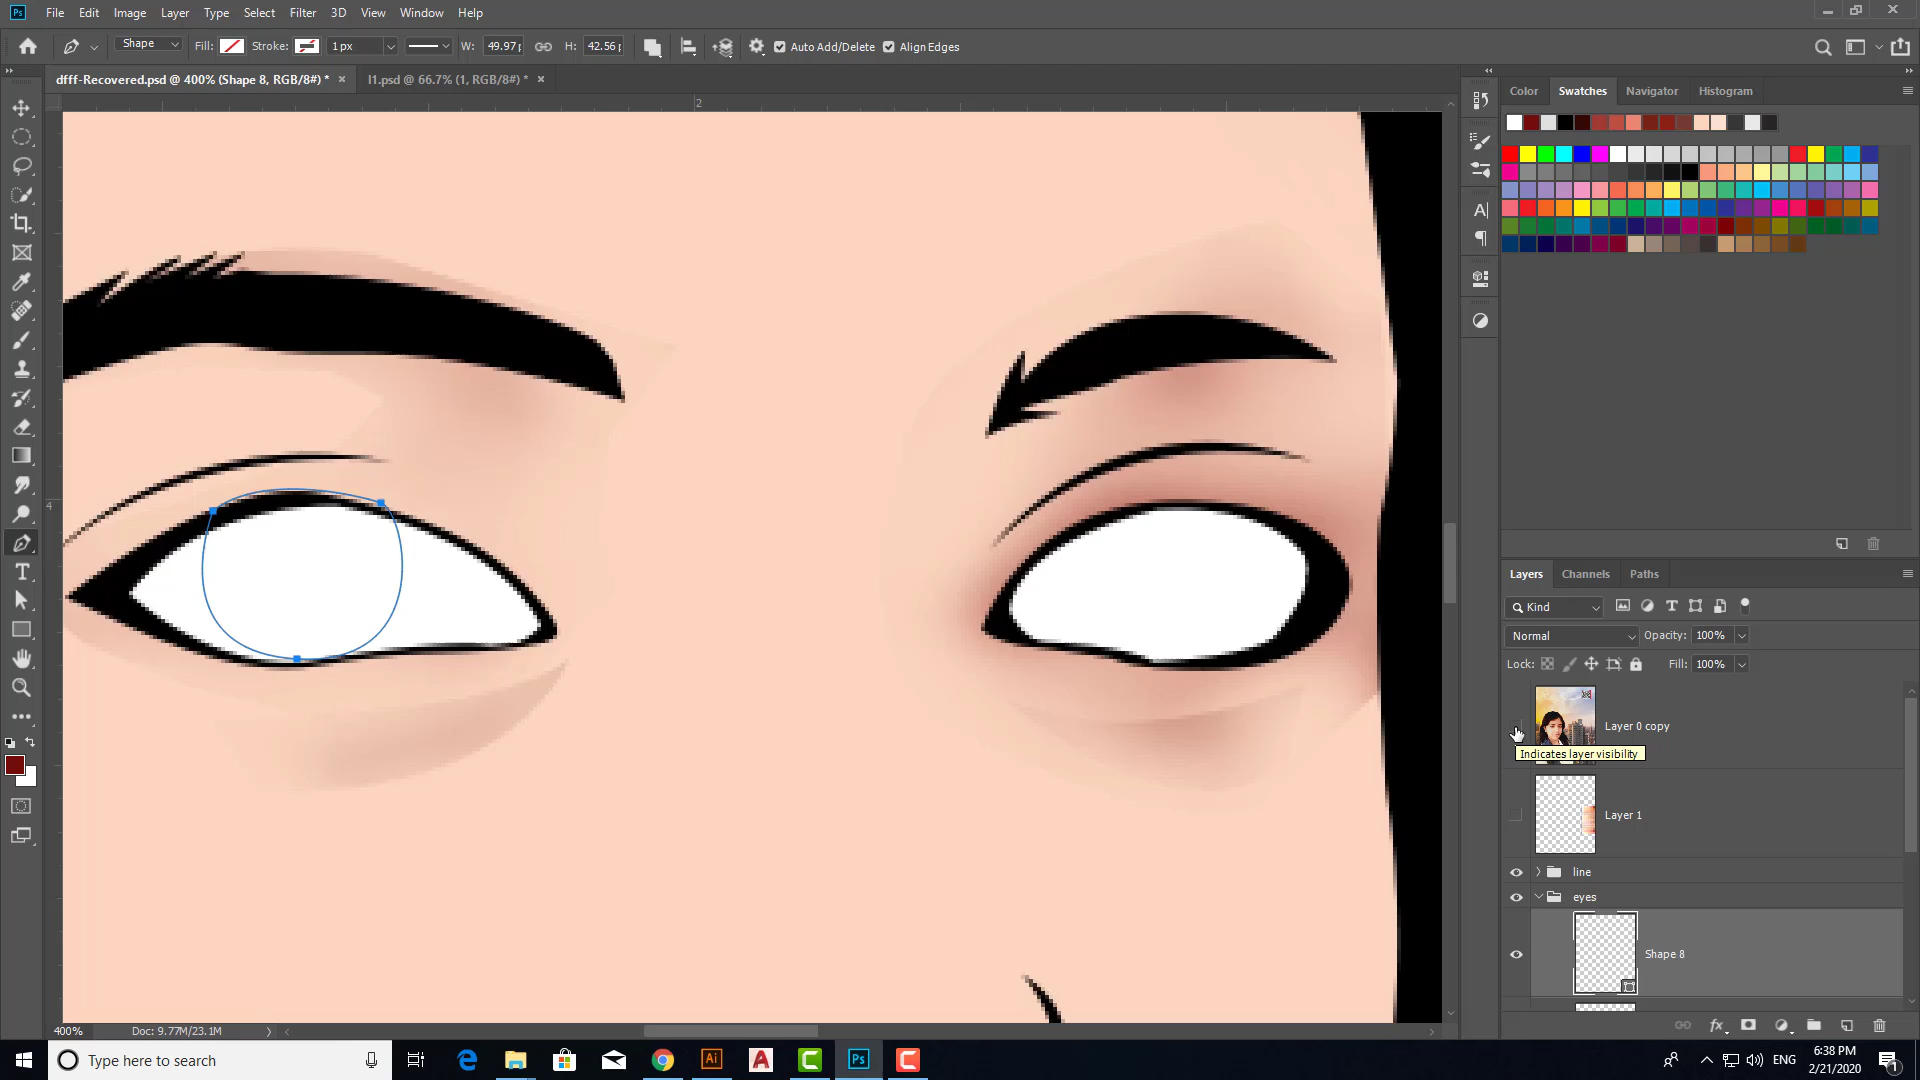 Ps File Edit Image Layer Type Select Filter 3D View Window Help
Shape Fill: Stroke: 1 px W: 49.97 H: 42.56 Auto Add/Delete Align Edges
dfff-Recovered.psd @ 400% (Shape 8, RGB/8#) * × l1.psd @ 66.7% (1, RGB/8#) * ×
Color Swatches Navigator Histogram
2
4
Layers Channels Paths
Kind
Normal Opacity: 100%
Lock: Fill: 100%
Layer 0 copy
Indicates layer visibility
Layer 1
line
eyes
Shape 8
fx
400% Doc: 9.77M/23.1M
Type here to search
Ai
Ps
ENG
6:38 PM
2/21/2020
1